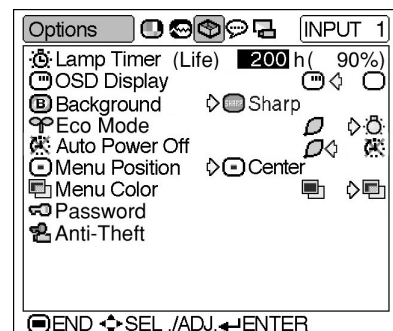 Options INPUT 1
Lamp Timer (Life) 200 h( 90%)
OSD Display
B Background SHARP Sharp
Eco Mode
Auto Power Off
Menu Position Center
Menu Color
Password
Anti-Theft
END SEL./ADJ. ENTER